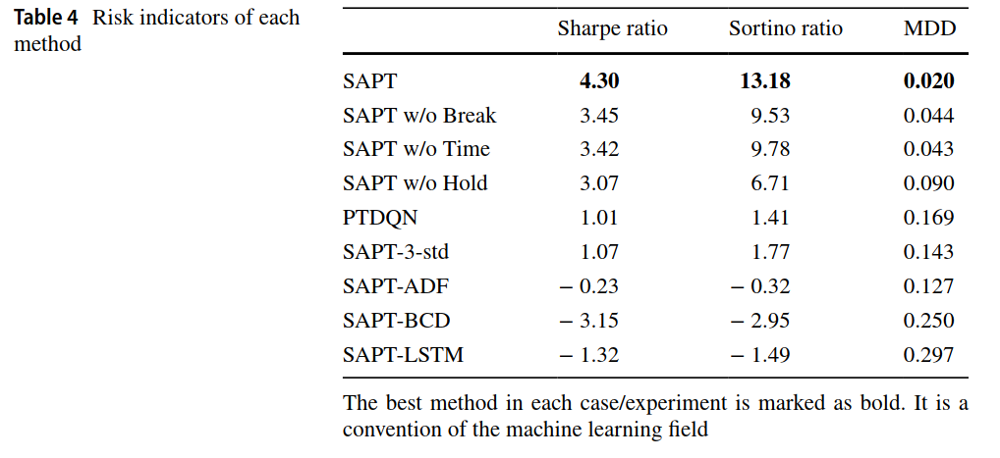 Table 4 Risk indicators of each
method
Sharpe ratio Sortino ratio MDD
SAPT 4.30 13.18 0.020
SAPT w/o Break 3.45 9.53 0.044
SAPT w/o Time 3.42 9.78 0.043
SAPT w/o Hold 3.07 6.71 0.090
PTDQN 1.01 1.41 0.169
SAPT-3-std 1.07 1.77 0.143
SAPT-ADF − 0.23 − 0.32 0.127
SAPT-BCD − 3.15 − 2.95 0.250
SAPT-LSTM − 1.32 − 1.49 0.297
The best method in each case/experiment is marked as bold. It is a
convention of the machine learning field